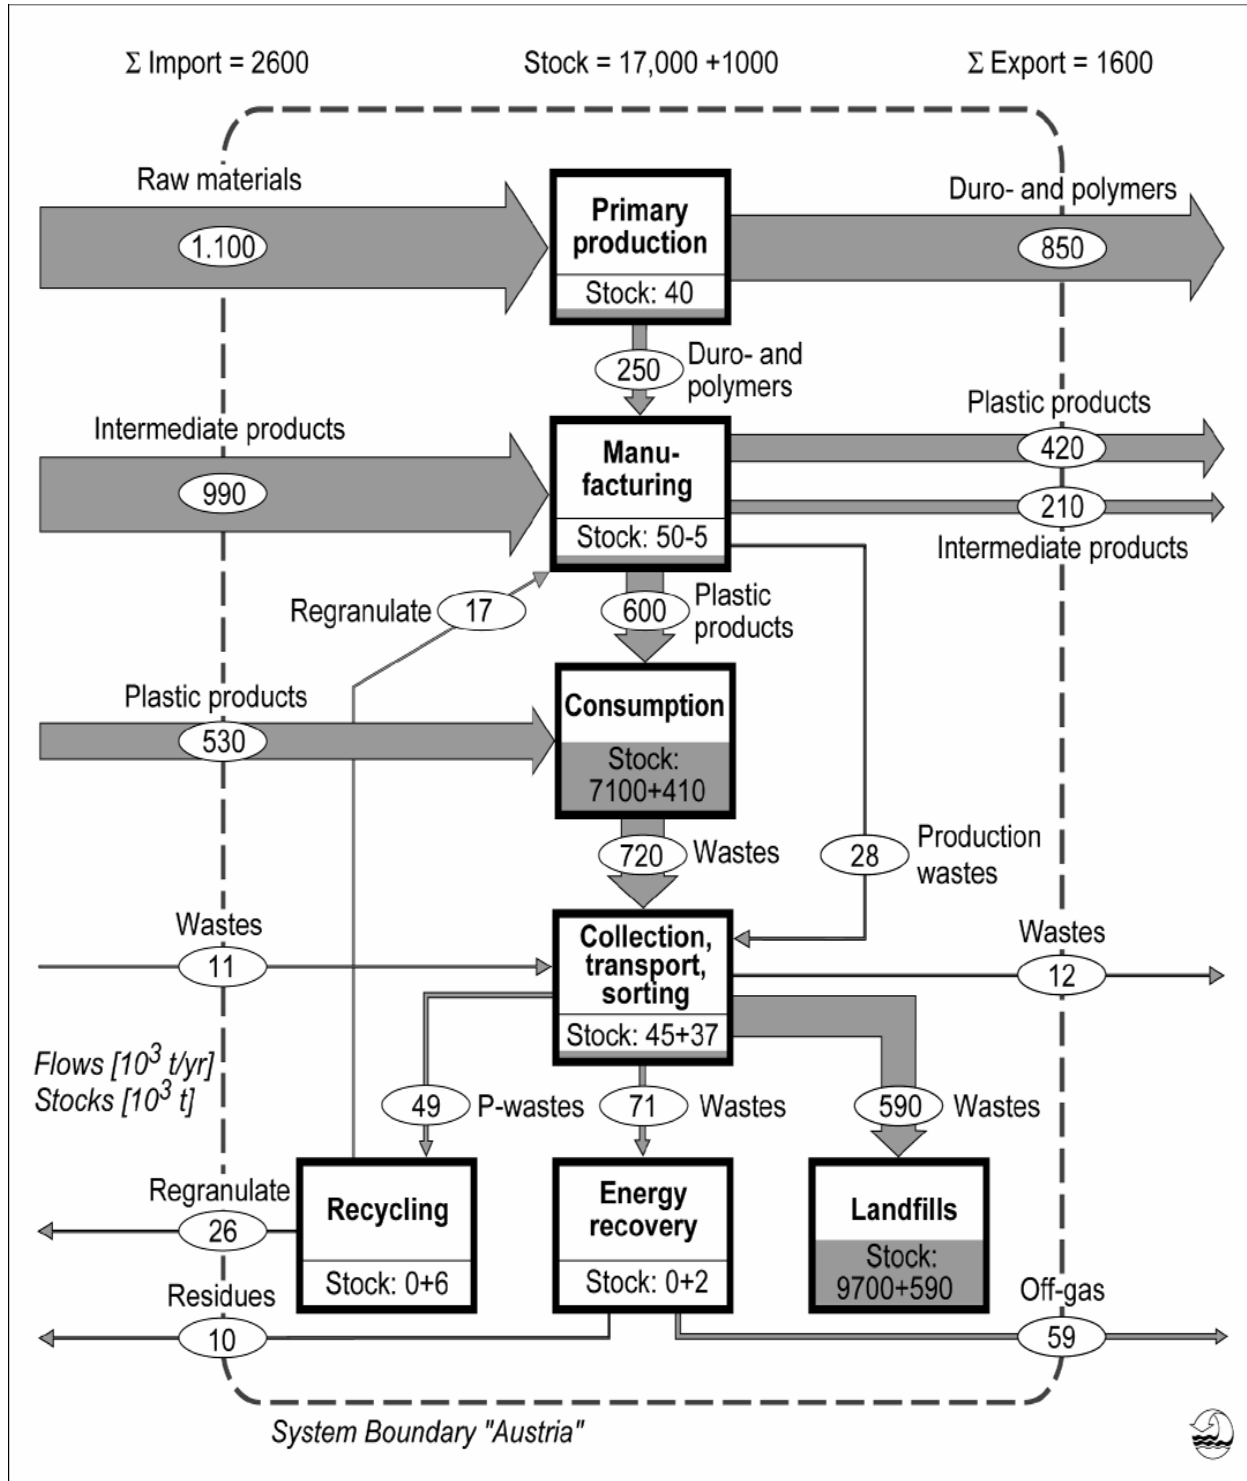 Σ Import = 2600
Stock = 17,000 +1000
Σ Export = 1600
Raw materials
1.100
Primary
production
Stock: 40
Duro- and polymers
850
250
Duro- and
polymers
Intermediate products
990
Manu-
facturing
Stock: 50-5
Plastic products
420
210
Intermediate products
Regranulate
17
600
Plastic
products
Plastic products
530
Consumption
Stock:
7100+410
720
Wastes
28
Production
wastes
Wastes
11
Collection,
transport,
sorting
Stock: 45+37
Wastes
12
Flows [10³ t/yr]
Stocks [10³ t]
49
P-wastes
71
Wastes
590
Wastes
Regranulate
26
Recycling
Stock: 0+6
Energy
recovery
Stock: 0+2
Landfills
Stock:
9700+590
Residues
10
Off-gas
59
System Boundary "Austria"